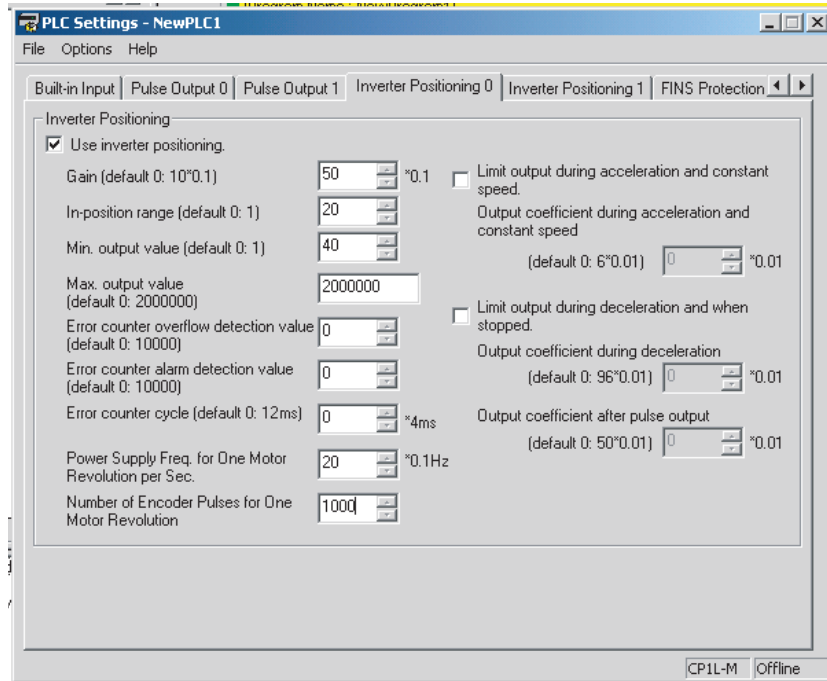 PLC Settings - NewPLC1
File Options Help
Built-in Input Pulse Output 0 Pulse Output 1 Inverter Positioning 0 Inverter Positioning 1 FINS Protection
Inverter Positioning
Use inverter positioning.
Gain (default 0: 10*0.1) 50 *0.1
In-position range (default 0: 1) 20
Min. output value (default 0: 1) 40
Max. output value
(default 0: 2000000) 2000000
Error counter overflow detection value
(default 0: 10000) 0
Error counter alarm detection value
(default 0: 10000) 0
Error counter cycle (default 0: 12ms) 0 *4ms
Power Supply Freq. for One Motor
Revolution per Sec. 20 *0.1Hz
Number of Encoder Pulses for One
Motor Revolution 1000
Limit output during acceleration and constant
speed.
Output coefficient during acceleration and
constant speed
(default 0: 6*0.01) 0 *0.01
Limit output during deceleration and when
stopped.
Output coefficient during deceleration
(default 0: 96*0.01) 0 *0.01
Output coefficient after pulse output
(default 0: 50*0.01) 0 *0.01
CP1L-M Offline